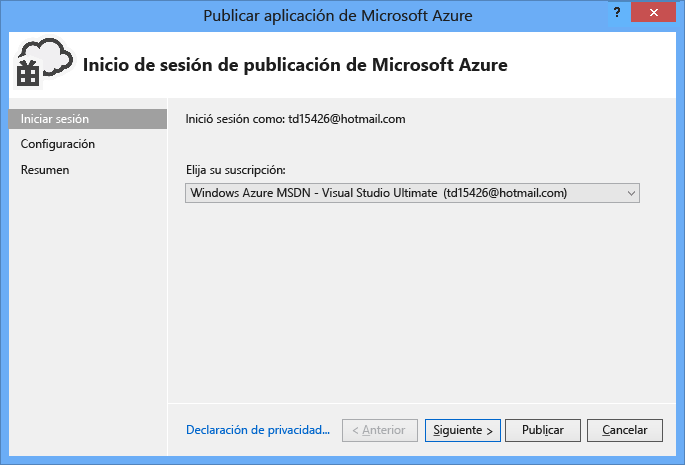 Publicar aplicación de Microsoft Azure
?
Inicio de sesión de publicación de Microsoft Azure
Iniciar sesión
Configuración
Resumen
Inició sesión como: td15426@hotmail.com
Elija su suscripción:
Windows Azure MSDN - Visual Studio Ultimate (td15426@hotmail.com)
Declaración de privacidad... < Anterior Siguiente > Publicar Cancelar